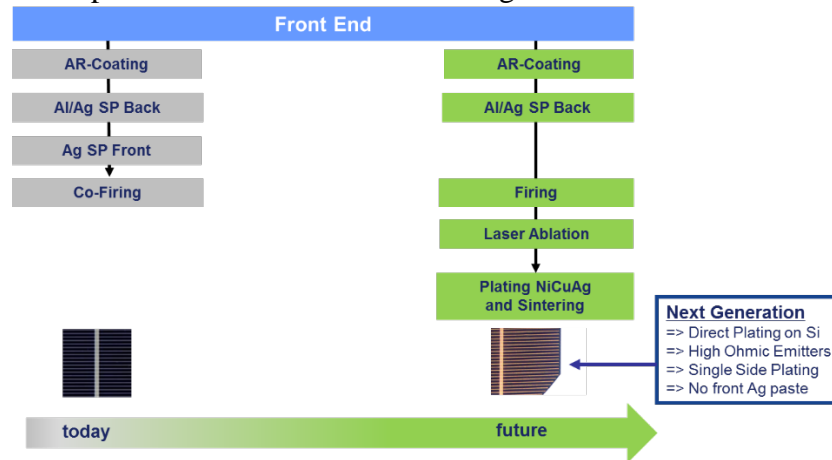 Front End
AR-Coating
Al/Ag SP Back
Ag SP Front
Co-Firing
AR-Coating
Al/Ag SP Back
Firing
Laser Ablation
Plating NiCuAg
and Sintering
Next Generation
=> Direct Plating on Si
=> High Ohmic Emitters
=> Single Side Plating
=> No front Ag paste
today
future